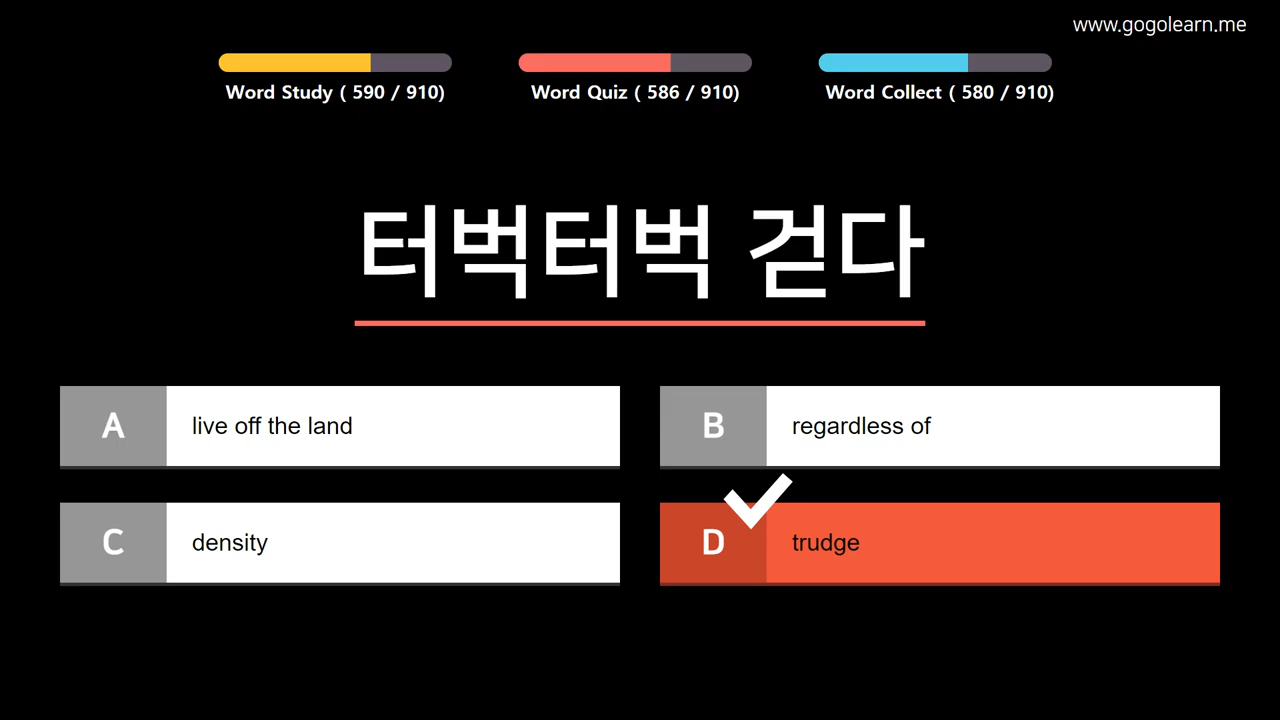 www.gogolearn.me
Word Study ( 590 / 910)
Word Quiz ( 586 / 910)
Word Collect ( 580 / 910)
터벅터벅 걷다
A
live off the land
B
regardless of
C
density
D
trudge